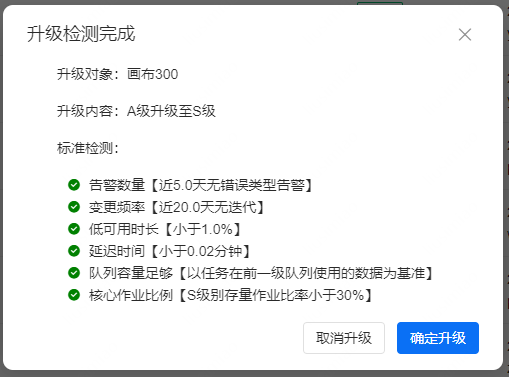 升级检测完成
升级对象：画布300
升级内容：A级升级至S级
标准检测：
告警数量【近5.0天无错误类型告警】
变更频率【近20.0天无迭代】
低可用时长【小于1.0%】
延迟时间【小于0.02分钟】
队列容量足够【以任务在前一级队列使用的数据为基准】
核心作业比例【S级别存量作业比率小于30%】
取消升级 确定升级